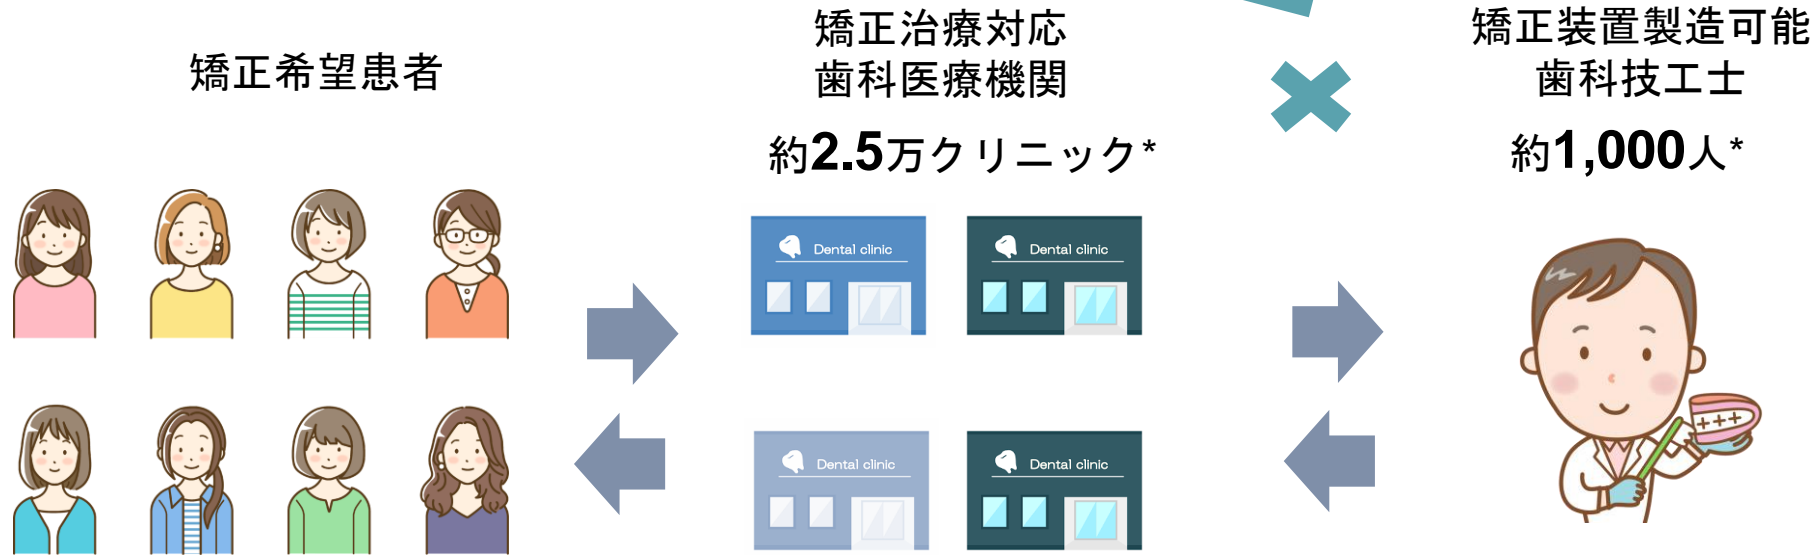 矯正希望患者
矯正治療対応
歯科医療機関
約2.5万クリニック*
矯正装置製造可能
歯科技工士
約1,000人*
Dental clinic
Dental clinic
Dental clinic
Dental clinic